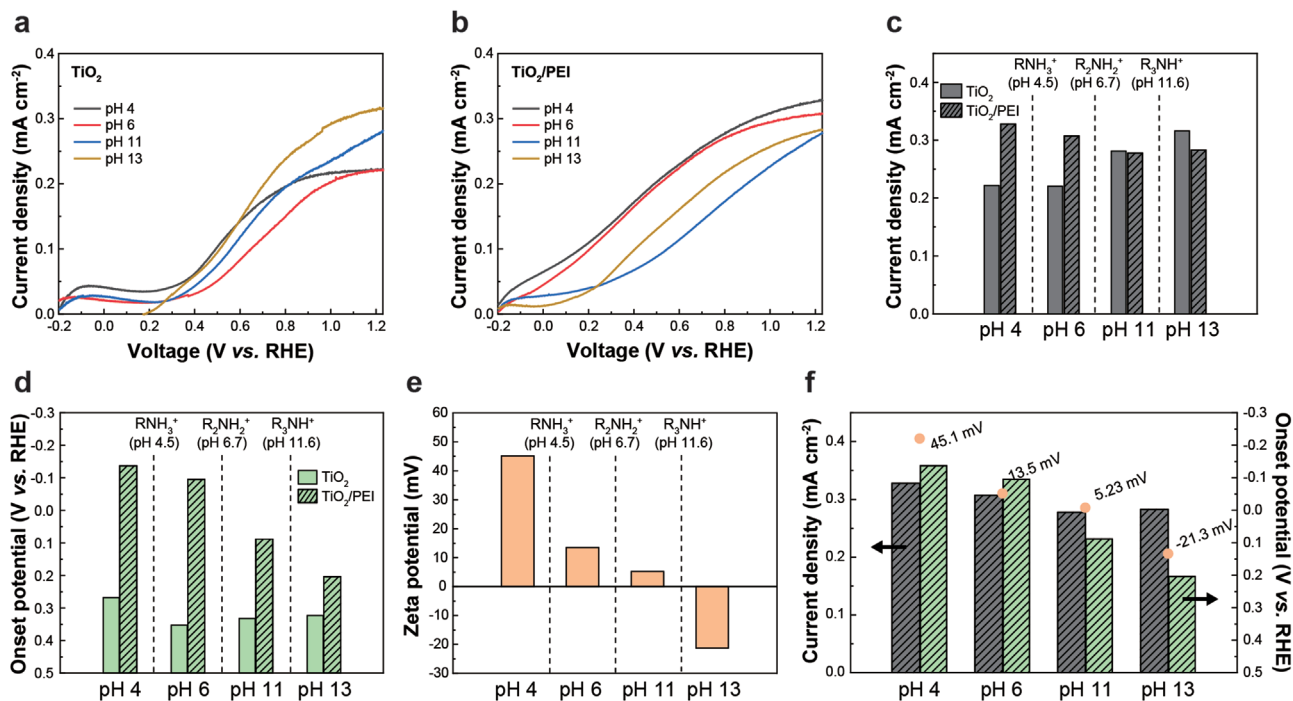 a
TiO₂
pH 4
pH 6
pH 11
pH 13
Current density (mA cm⁻²)
0.4
0.3
0.2
0.1
0.0
-0.2 0.0 0.2 0.4 0.6 0.8 1.0 1.2
Voltage (V vs. RHE)
b
TiO₂/PEI
pH 4
pH 6
pH 11
pH 13
Current density (mA cm⁻²)
0.4
0.3
0.2
0.1
0.0
-0.2 0.0 0.2 0.4 0.6 0.8 1.0 1.2
Voltage (V vs. RHE)
c
RNH₃⁺ R₂NH₂⁺ R₃NH⁺
(pH 4.5) (pH 6.7) (pH 11.6)
TiO₂
TiO₂/PEI
Current density (mA cm⁻²)
0.4
0.3
0.2
0.1
0.0
pH 4 pH 6 pH 11 pH 13
d
RNH₃⁺ R₂NH₂⁺ R₃NH⁺
(pH 4.5) (pH 6.7) (pH 11.6)
TiO₂
TiO₂/PEI
Onset potential (V vs. RHE)
-0.3
-0.2
-0.1
0.0
0.1
0.2
0.3
0.4
0.5
pH 4 pH 6 pH 11 pH 13
e
RNH₃⁺ R₂NH₂⁺ R₃NH⁺
(pH 4.5) (pH 6.7) (pH 11.6)
Zeta potential (mV)
60
50
40
30
20
10
0
-10
-20
-30
pH 4 pH 6 pH 11 pH 13
f
45.1 mV
13.5 mV
5.23 mV
-21.3 mV
Current density (mA cm⁻²)
0.4
0.3
0.2
0.1
0.0
Onset potential (V vs. RHE)
-0.3
-0.2
-0.1
0.0
0.1
0.2
0.3
0.4
0.5
pH 4 pH 6 pH 11 pH 13